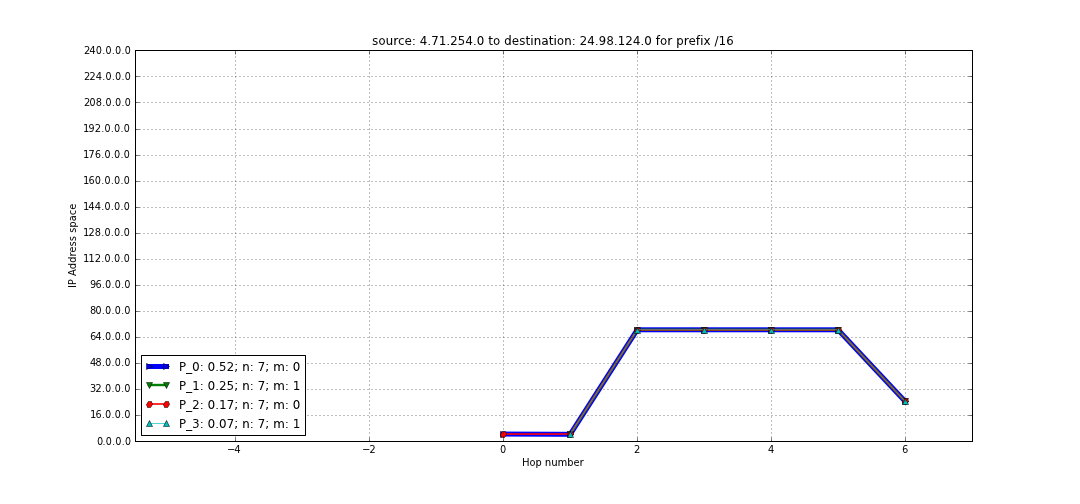 source: 4.71.254.0 to destination: 24.98.124.0 for prefix /16
240.0.0.0
224.0.0.0
208.0.0.0
192.0.0.0
176.0.0.0
160.0.0.0
144.0.0.0
128.0.0.0
112.0.0.0
96.0.0.0
80.0.0.0
64.0.0.0
48.0.0.0
32.0.0.0
16.0.0.0
0.0.0.0
IP Address space
P_0: 0.52; n: 7; m: 0
P_1: 0.25; n: 7; m: 1
P_2: 0.17; n: 7; m: 0
P_3: 0.07; n: 7; m: 1
−4 −2 0 2 4 6
Hop number